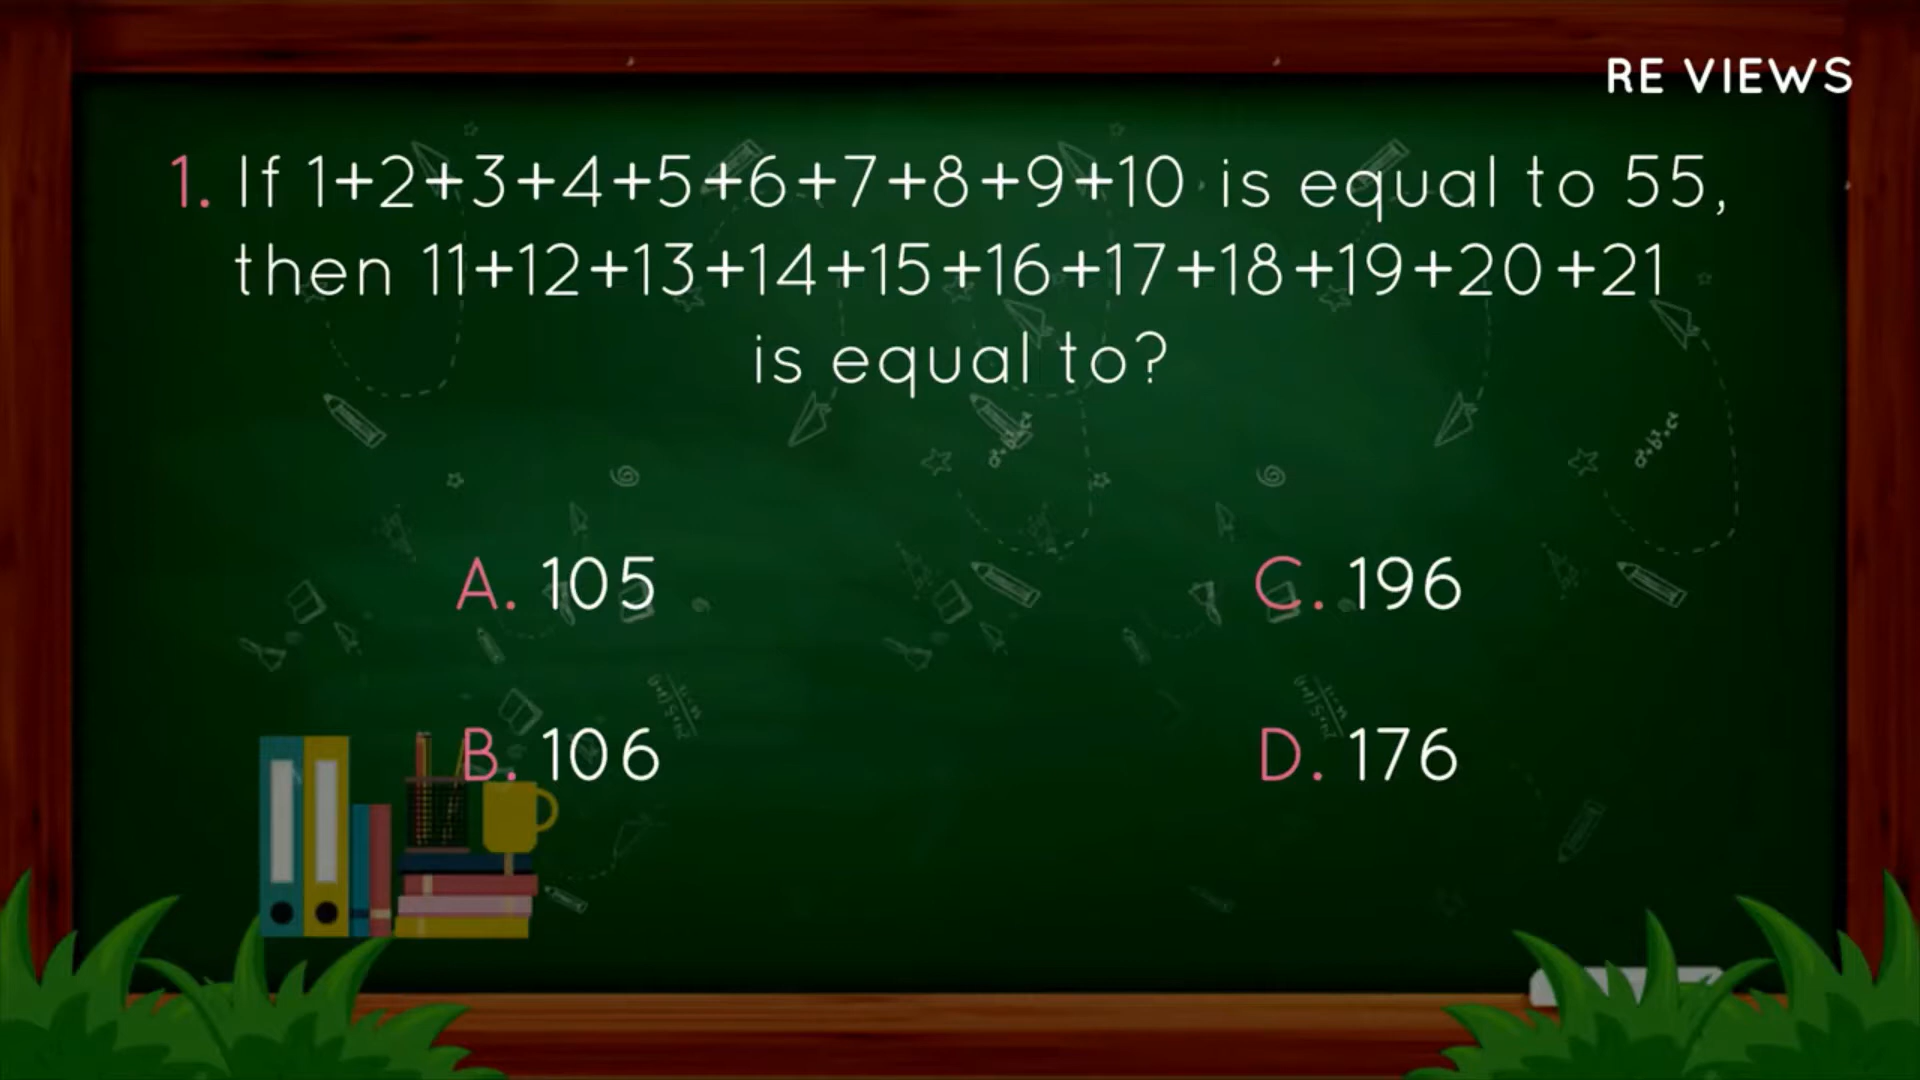 RE VIEWS
1. If 1+2+3+4+5+6+7+8+9+10 is equal to 55,
then 11+12+13+14+15+16+17+18+19+20+21
is equal to?
A. 105
C. 196
B. 106
D. 176